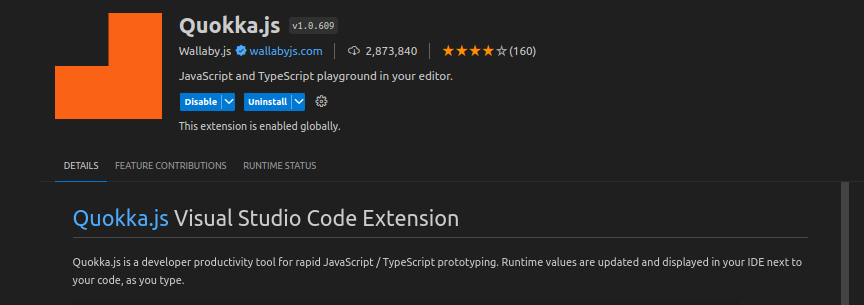 Quokka.js v1.0.609
Wallaby.js wallabyjs.com 2,873,840 (160)
JavaScript and TypeScript playground in your editor.
Disable Uninstall
This extension is enabled globally.
DETAILS FEATURE CONTRIBUTIONS RUNTIME STATUS
Quokka.js Visual Studio Code Extension
Quokka.js is a developer productivity tool for rapid JavaScript / TypeScript prototyping. Runtime values are updated and displayed in your IDE next to
your code, as you type.